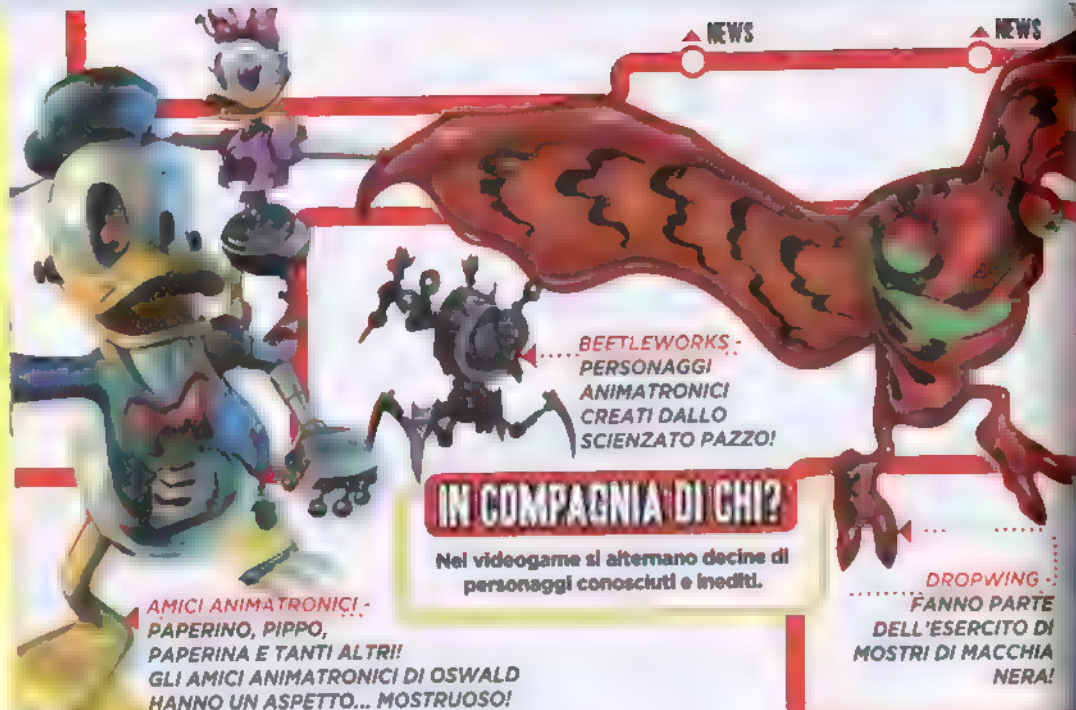 NEWS
NEWS
BEETLEWORKS -
PERSONAGGI
ANIMATRONICI
CREATI DALLO
SCIENZATO PAZZO!
IN COMPAGNIA DI CHI?
Nel videogame si alternano decine di
personaggi conosciuti e inediti.
AMICI ANIMATRONICI -
PAPERINO, PIPPO,
PAPERINA E TANTI ALTRI!
GLI AMICI ANIMATRONICI DI OSWALD
HANNO UN ASPETTO... MOSTRUOSO!
DROPWING -
FANNO PARTE
DELL'ESERCITO DI
MOSTRI DI MACCHIA
NERA!